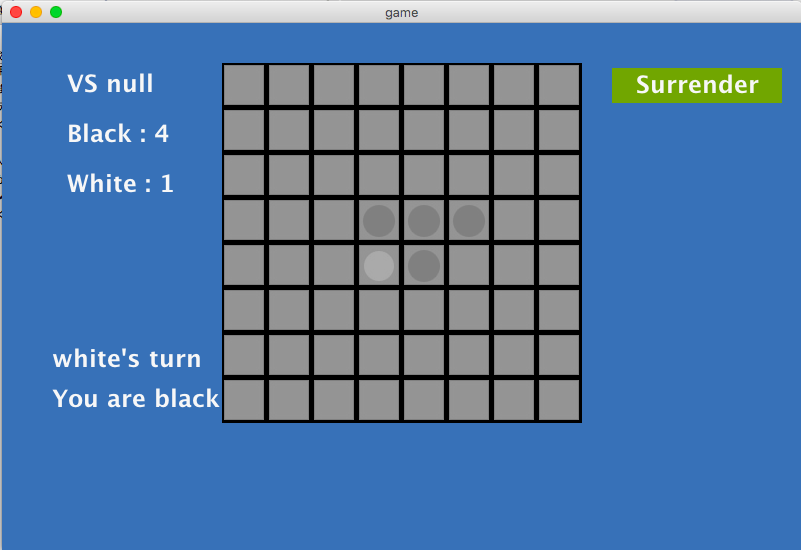 game
VS null
Surrender
Black : 4
White : 1
white's turn
You are black